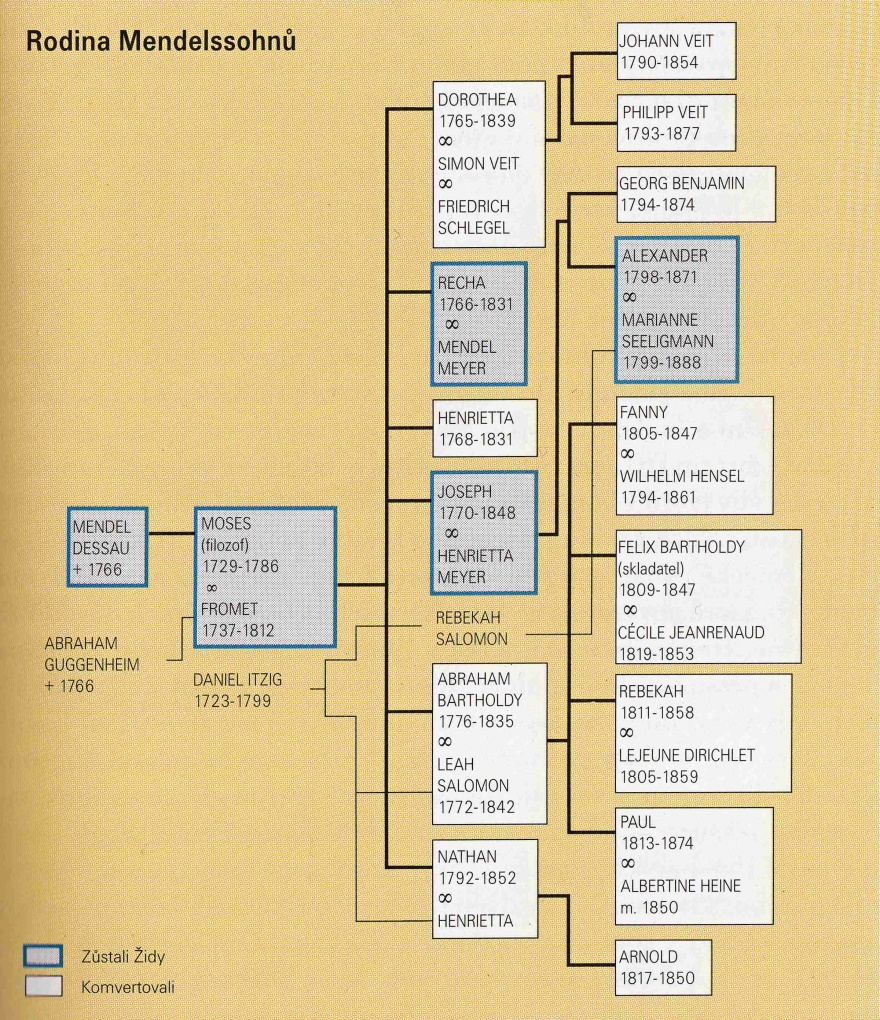 Rodina Mendelssohnů
MENDEL
DESSAU
+ 1766
ABRAHAM
GUGGENHEIM
+ 1766
MOSES
(filozof)
1729-1786
∞
FROMET
1737-1812
DANIEL ITZIG
1723-1799
DOROTHEA
1765-1839
∞
SIMON VEIT
∞
FRIEDRICH
SCHLEGEL
RECHA
1766-1831
∞
MENDEL
MEYER
HENRIETTA
1768-1831
JOSEPH
1770-1848
∞
HENRIETTA
MEYER
REBEKAH
SALOMON
ABRAHAM
BARTHOLDY
1776-1835
∞
LEAH
SALOMON
1772-1842
NATHAN
1792-1852
∞
HENRIETTA
JOHANN VEIT
1790-1854
PHILIPP VEIT
1793-1877
GEORG BENJAMIN
1794-1874
ALEXANDER
1798-1871
∞
MARIANNE
SEELIGMANN
1799-1888
FANNY
1805-1847
∞
WILHELM HENSEL
1794-1861
FELIX BARTHOLDY
(skladatel)
1809-1847
∞
CÉCILE JEANRENAUD
1819-1853
REBEKAH
1811-1858
∞
LEJEUNE DIRICHLET
1805-1859
PAUL
1813-1874
∞
ALBERTINE HEINE
m. 1850
ARNOLD
1817-1850
Zůstali Židy
Komvertovali